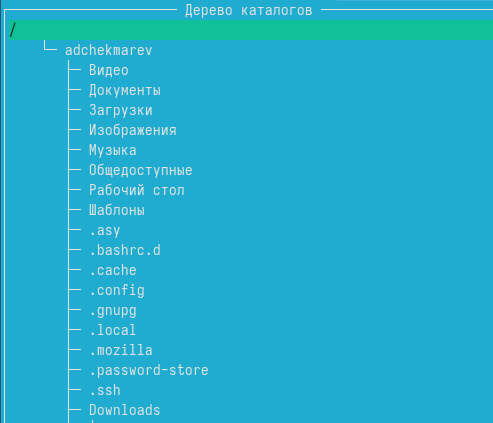 Дерево каталогов
/
adchekmarev
Видео
Документы
Загрузки
Изображения
Музыка
Общедоступные
Рабочий стол
Шаблоны
.asy
.bashrc.d
.cache
.config
.gnupg
.local
.mozilla
.password-store
.ssh
Downloads